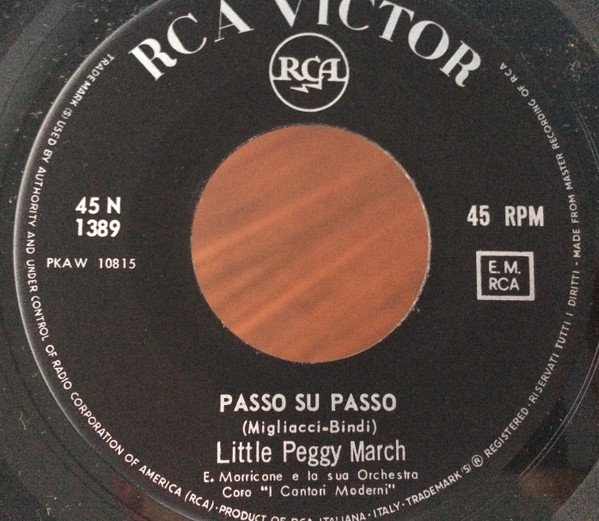 RCA VICTOR
RCA
45 N
1389
PKAW 10815
45 RPM
E.M.
RCA
PASSO SU PASSO
(Migliacci-Bindi)
Little Peggy March
E. Morricone e la sua Orchestra
Coro "I Cantori Moderni"
TRADEMARK (S) USED BY AUTHORITY AND UNDER CONTROL OF RADIO CORPORATION OF AMERICA (RCA) · PRODUCT OF RCA ITALIANA · ITALY · TRADEMARK (S) ® REGISTERED · RISERVATI TUTTI I DIRITTI - MADE FROM MASTER RECORDING OF RCA